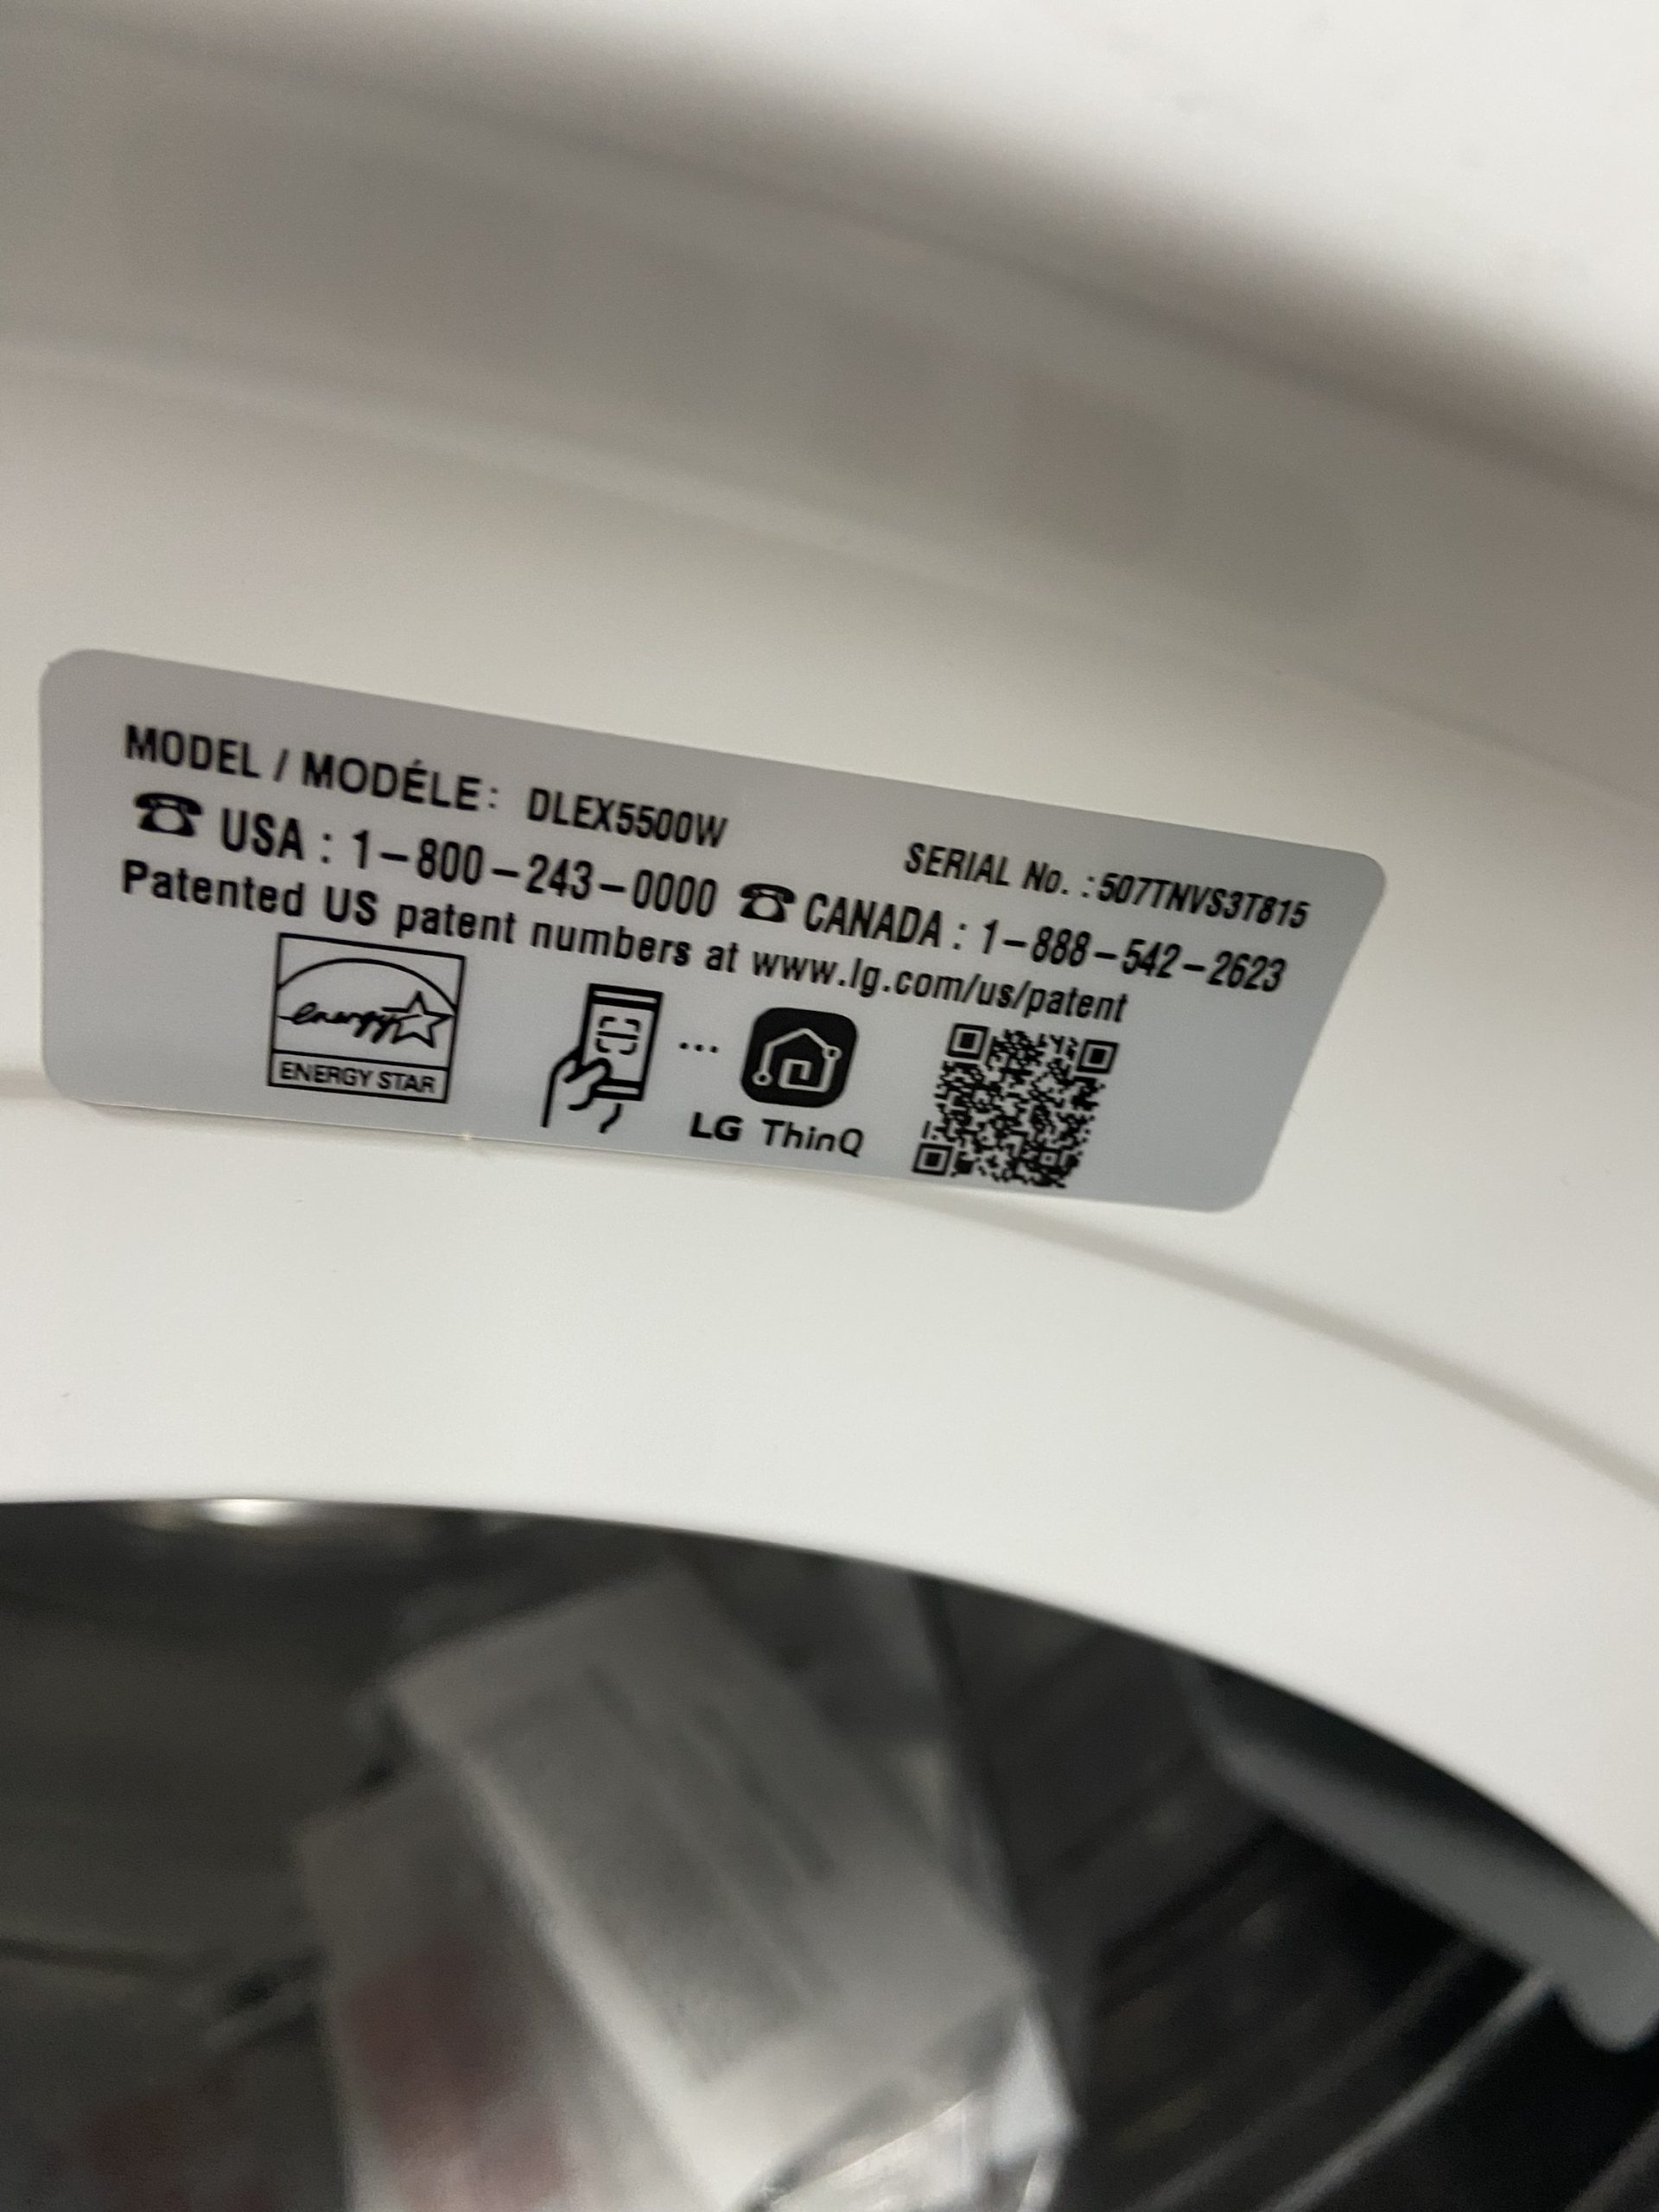 MODEL / MODÉLE: DLEX5500W SERIAL No. :507TNVS3T815
☎ USA : 1-800-243-0000 ☎ CANADA : 1-888-542-2623
Patented US patent numbers at www.lg.com/us/patent
energy
ENERGY STAR
LG ThinQ